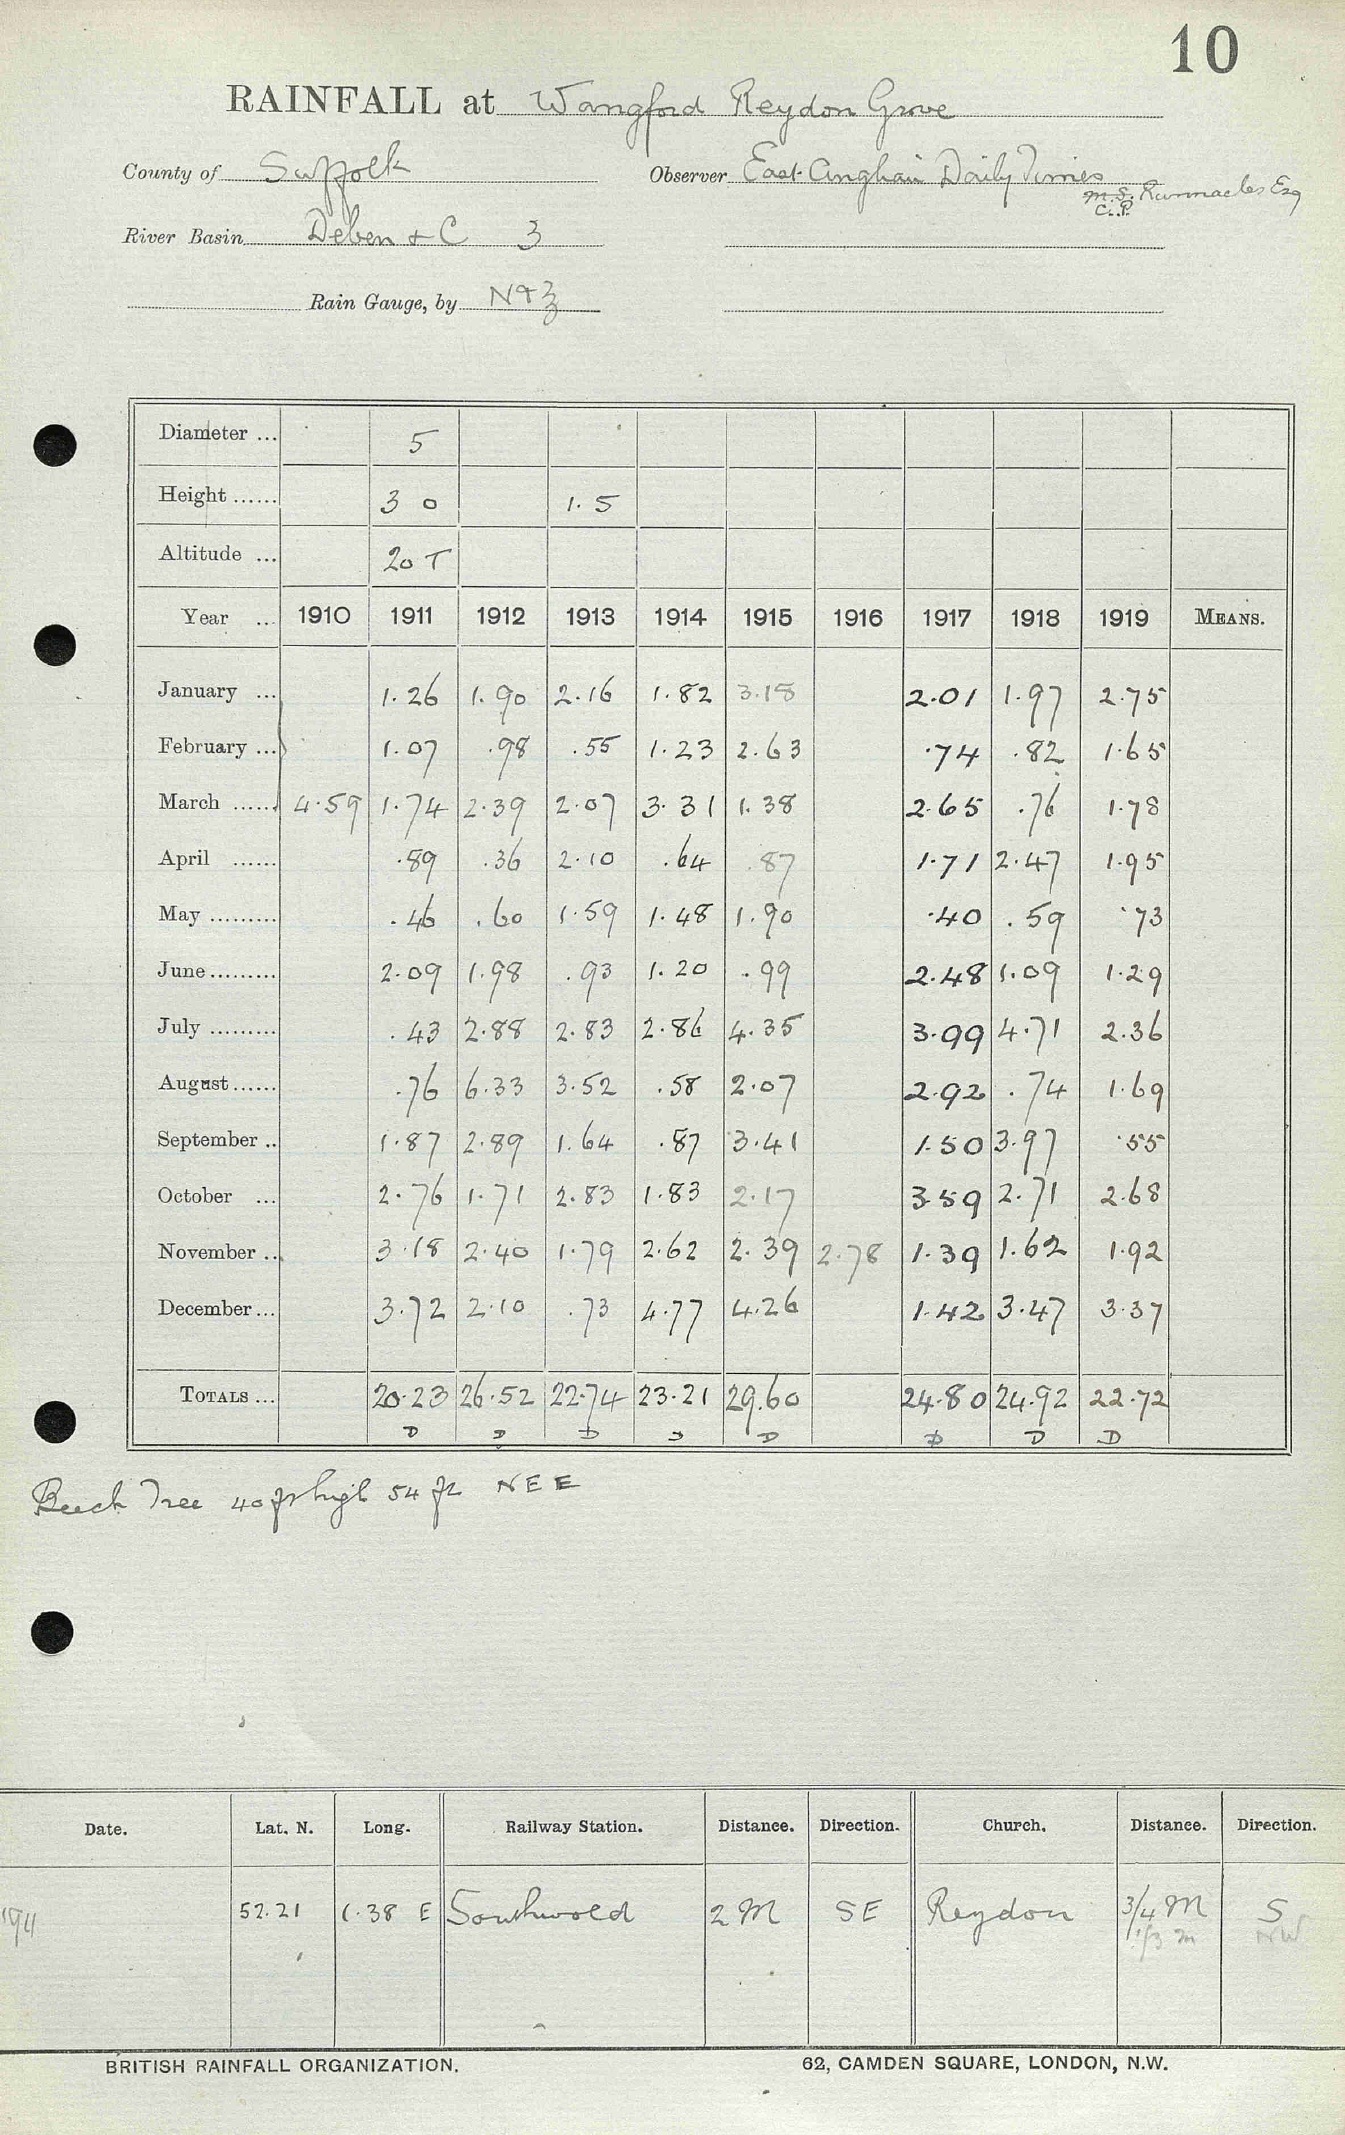 10
RAINFALL at Wangford Reydon Grove
County of Suffolk Observer East Anglian Daily Times
M.S. Runnacles Esq
C.P.
River Basin Deben & C 3
Rain Gauge, by N&Z
Diameter ... 5
Height ...... 3 0 1.5
Altitude ... 20 T
Year ... 1910 1911 1912 1913 1914 1915 1916 1917 1918 1919 MEANS.
January ... 1.26 1.90 2.16 1.82 3.18 2.01 1.97 2.75
February ... 1.07 .98 .55 1.23 2.63 .74 .82 1.65
March ...... 4.59 1.74 2.39 2.07 3.31 1.38 2.65 .76 1.78
April ...... .89 .36 2.10 .64 .87 1.71 2.47 1.95
May ......... .46 .60 1.59 1.48 1.90 .40 .59 .73
June ......... 2.09 1.98 .93 1.20 .99 2.48 1.09 1.29
July ......... .43 2.88 2.83 2.86 4.35 3.99 4.71 2.36
August ...... .76 6.33 3.52 .58 2.07 2.92 .74 1.69
September .. 1.87 2.89 1.64 .87 3.41 1.50 3.97 .55
October ... 2.76 1.71 2.83 1.83 2.17 3.59 2.71 2.68
November .. 3.18 2.40 1.79 2.62 2.39 2.78 1.39 1.62 1.92
December ... 3.72 2.10 .73 4.77 4.26 1.42 3.47 3.37
TOTALS ... 20.23 26.52 22.74 23.21 29.60 24.80 24.92 22.72
D D D D D D D D
Beech Tree 40 ft high 54 ft NEE
Date. Lat. N. Long. Railway Station. Distance. Direction. Church. Distance. Direction.
52.21 1.38 E Southwold 2 M SE Reydon 3/4 M S
1/3 m NW
BRITISH RAINFALL ORGANIZATION. 62, CAMDEN SQUARE, LONDON, N.W.